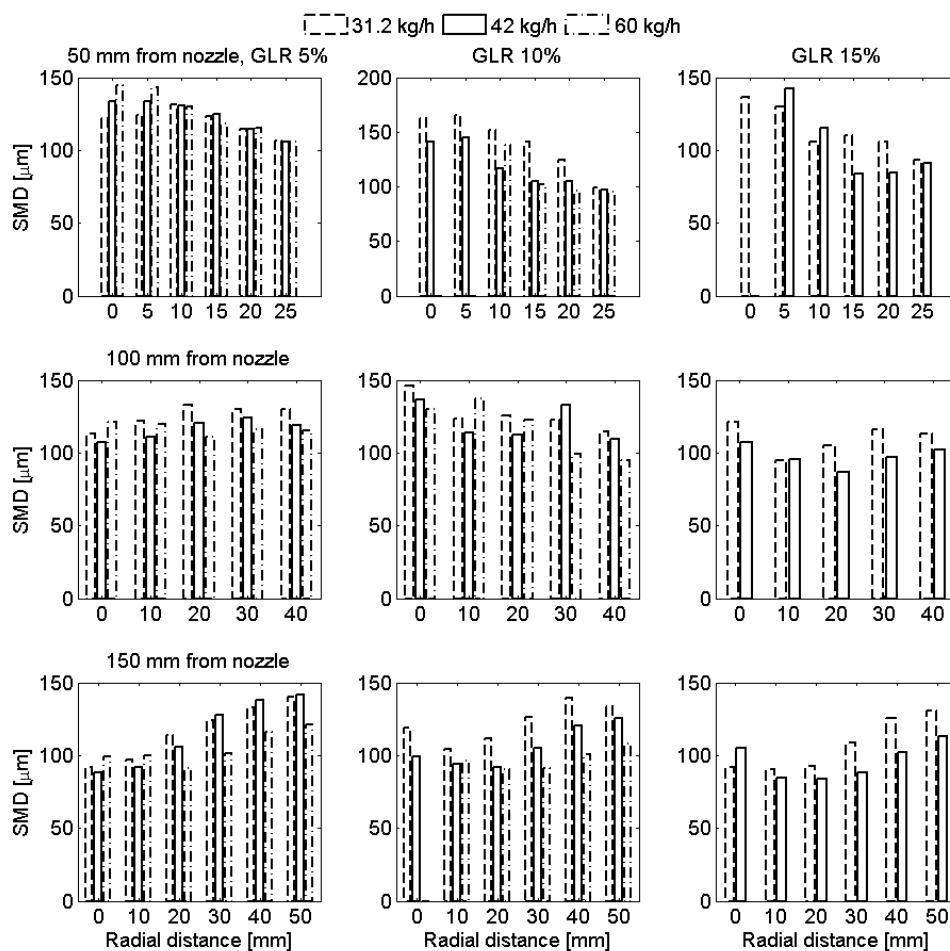 31.2 kg/h 42 kg/h 60 kg/h
50 mm from nozzle, GLR 5% GLR 10% GLR 15%
150 200 150
100 150 100
50 100 50
0 50 0
0
SMD [μm] SMD [μm]
0 5 10 15 20 25 0 5 10 15 20 25 0 5 10 15 20 25
100 mm from nozzle
150 150 150
100 100 100
50 50 50
0 0 0
SMD [μm] SMD [μm]
0 10 20 30 40 0 10 20 30 40 0 10 20 30 40
150 mm from nozzle
150 150 150
100 100 100
50 50 50
0 0 0
SMD [μm] SMD [μm]
0 10 20 30 40 50 0 10 20 30 40 50 0 10 20 30 40 50
Radial distance [mm] Radial distance [mm] Radial distance [mm]